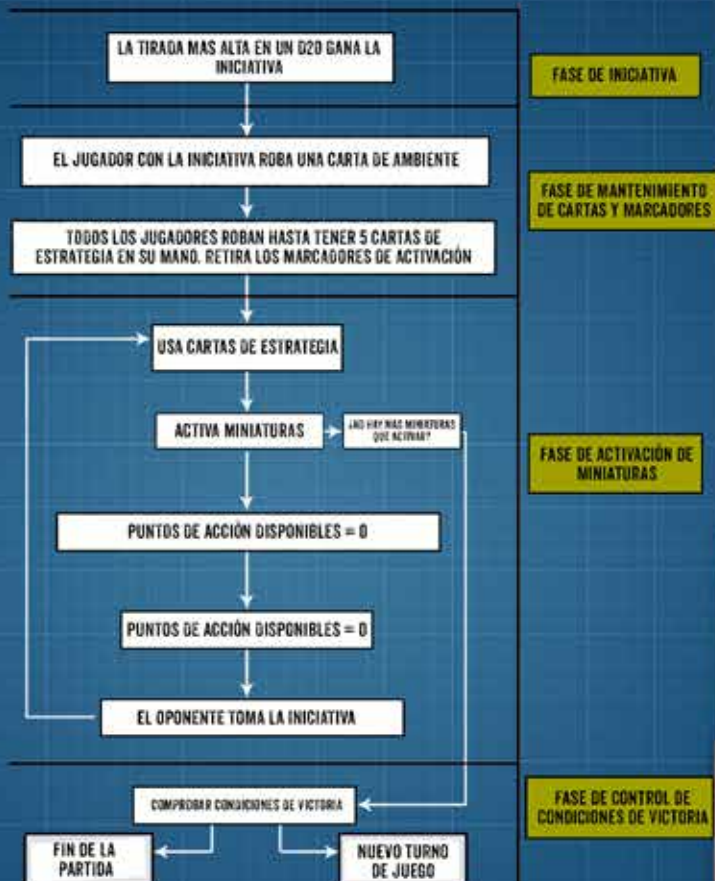 LA TIRADA MAS ALTA EN UN D20 GANA LA
INICIATIVA
FASE DE INICIATIVA
EL JUGADOR CON LA INICIATIVA ROBA UNA CARTA DE AMBIENTE
FASE DE MANTENIMIENTO
DE CARTAS Y MARCADORES
TODOS LOS JUGADORES ROBAN HASTA TENER 5 CARTAS DE
ESTRATEGIA EN SU MANO. RETIRA LOS MARCADORES DE ACTIVACIÓN
USA CARTAS DE ESTRATEGIA
ACTIVA MINIATURAS
¿NO HAY MÁS MINIATURAS
QUE ACTIVAR?
FASE DE ACTIVACIÓN DE
MINIATURAS
PUNTOS DE ACCIÓN DISPONIBLES = 0
PUNTOS DE ACCIÓN DISPONIBLES = 0
EL OPONENTE TOMA LA INICIATIVA
COMPROBAR CONDICIONES DE VICTORIA
FASE DE CONTROL DE
CONDICIONES DE VICTORIA
FIN DE LA
PARTIDA
NUEVO TURNO
DE JUEGO